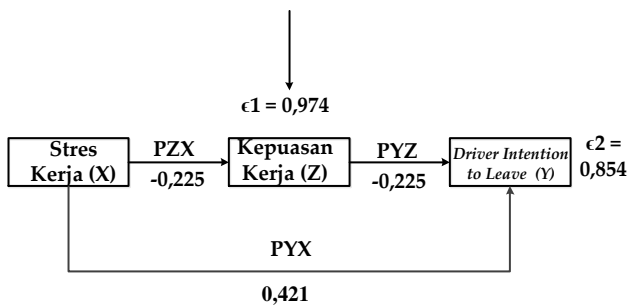 ϵ1 = 0,974
Stres
Kerja (X)
PZX
-0,225
Kepuasan
Kerja (Z)
PYZ
-0,225
Driver Intention
to Leave (Y)
ϵ2 =
0,854
PYX
0,421